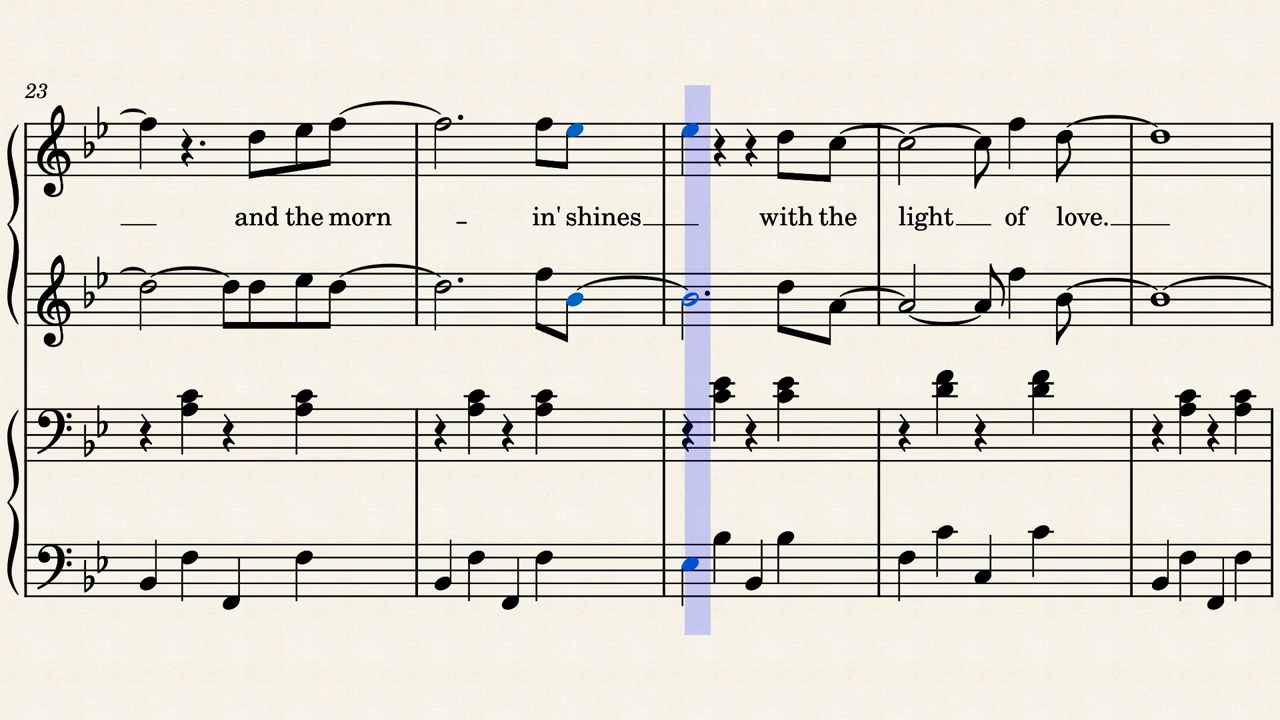 23
and the morn - in' shines with the light of love.